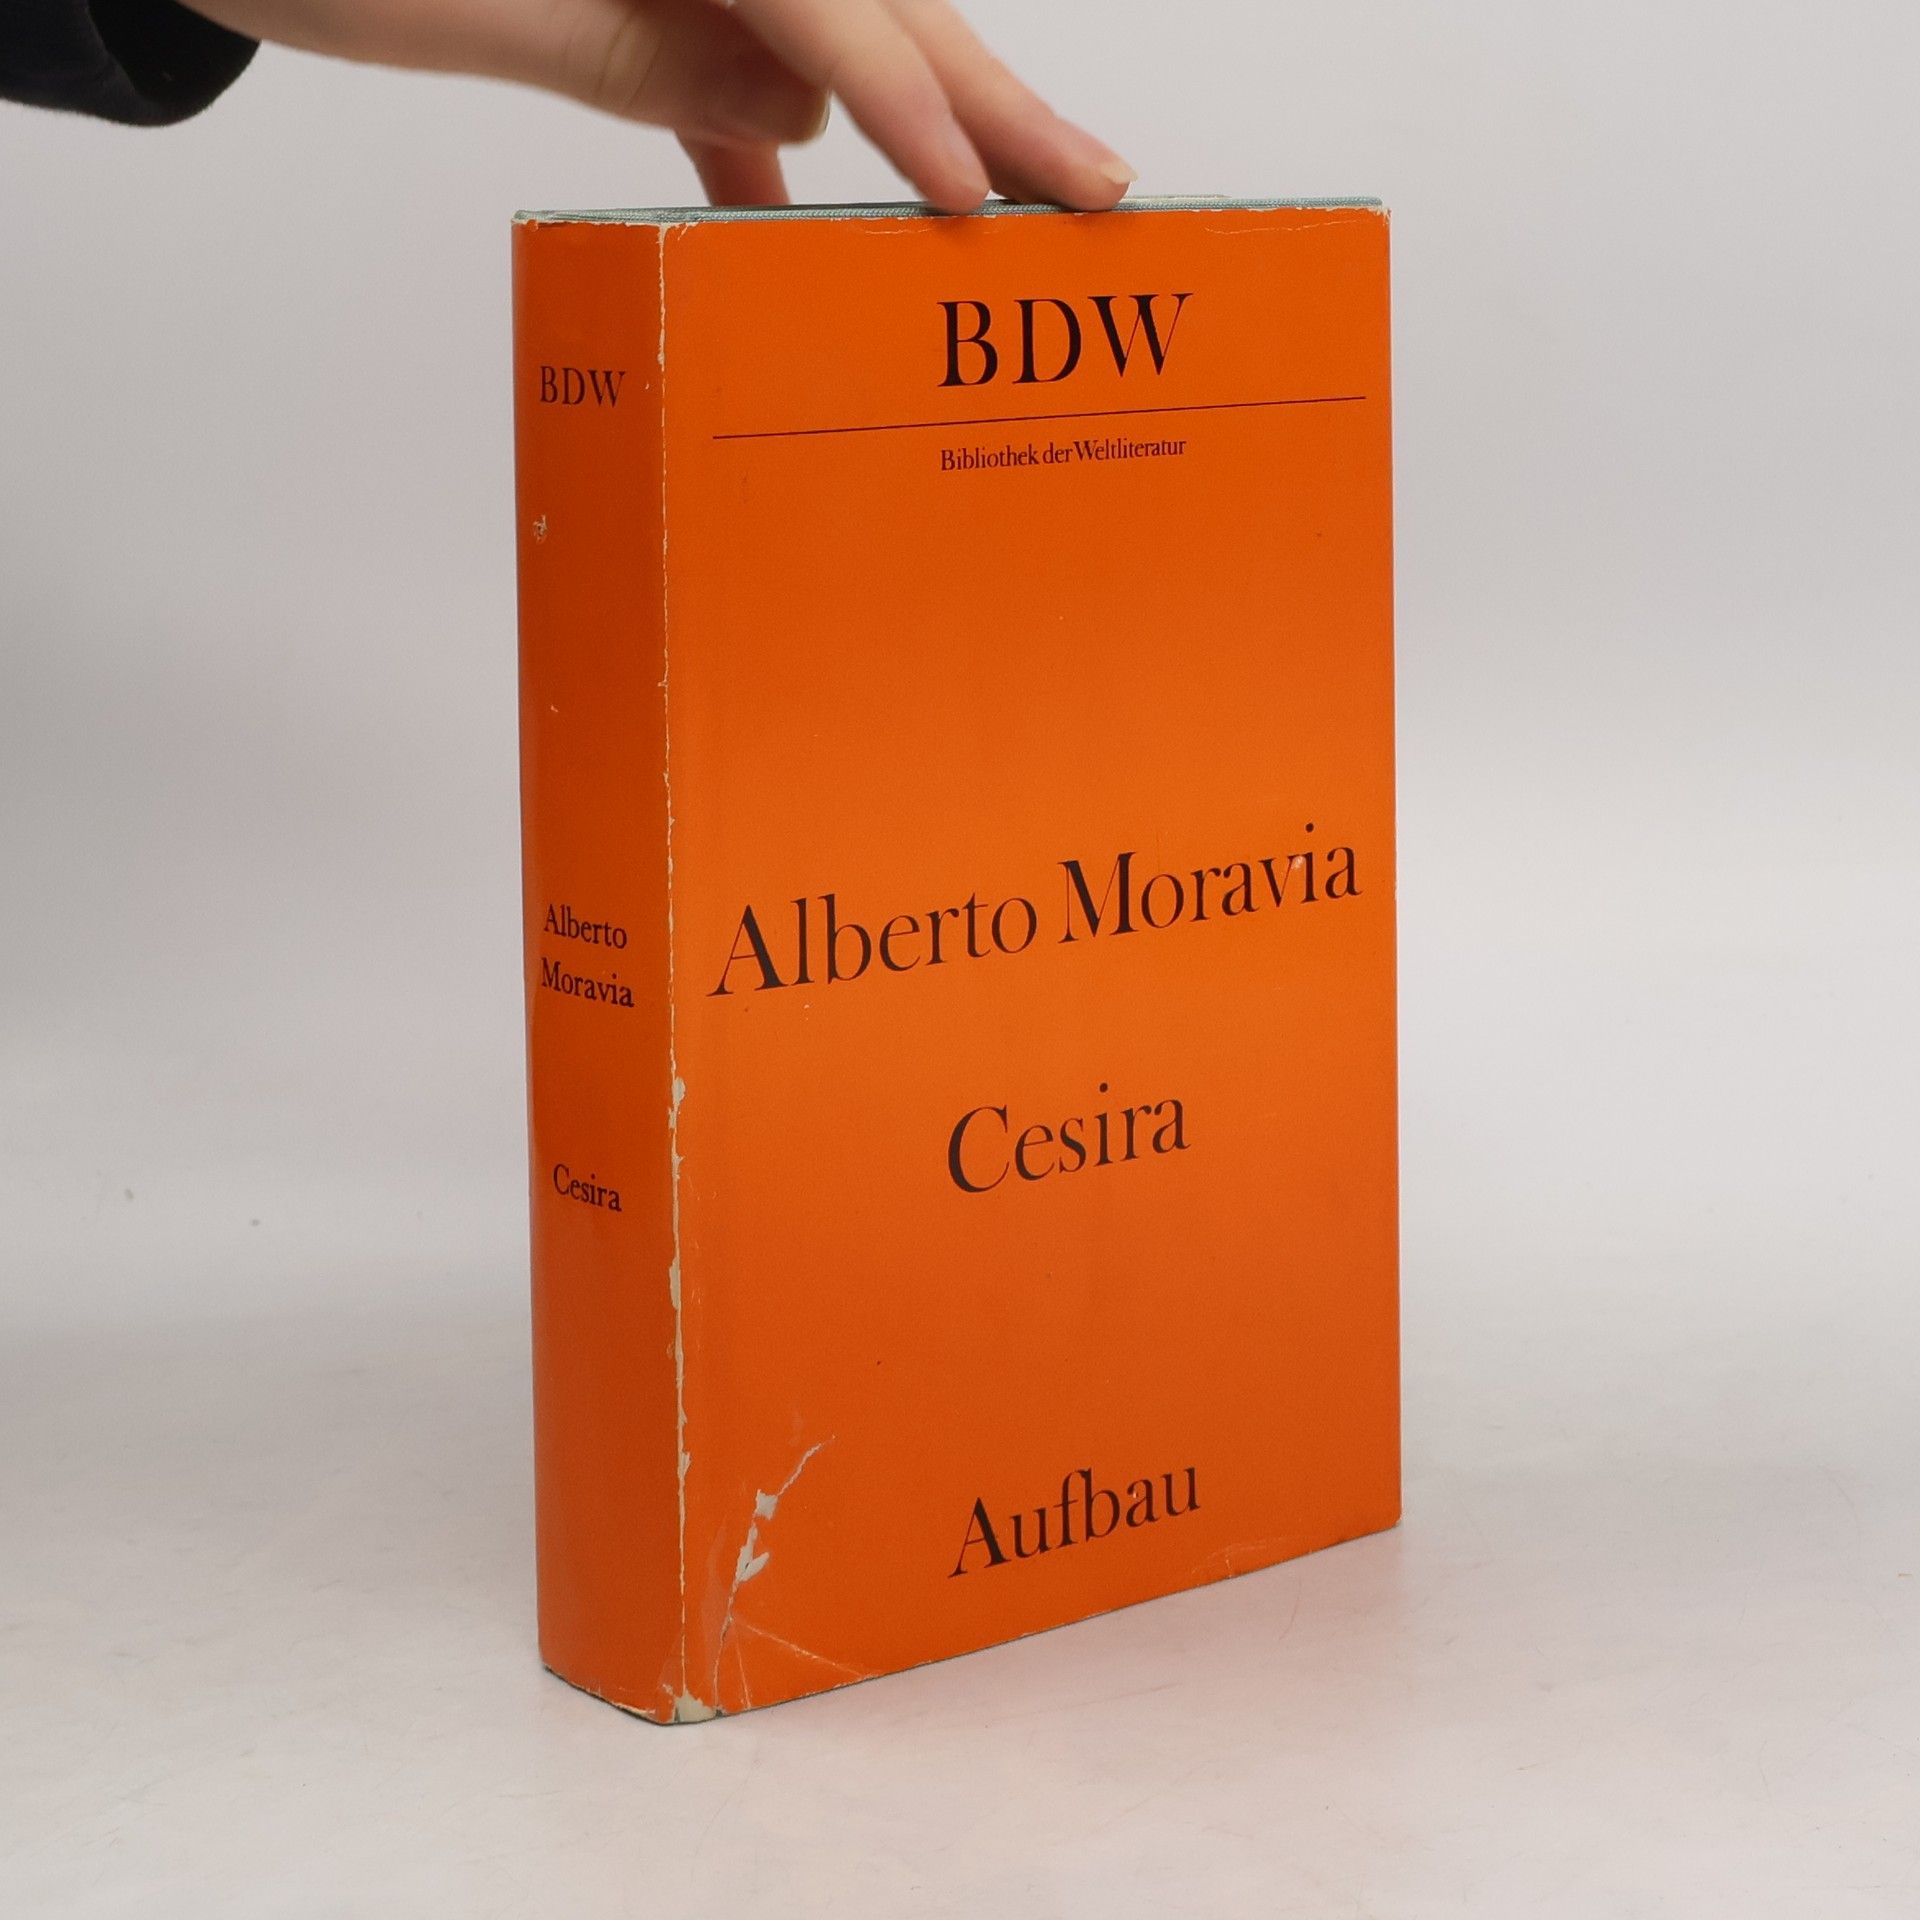 BDW
Alberto
Moravia
Cesira
BDW
Bibliothek der Weltliteratur
Alberto Moravia
Cesira
Aufbau